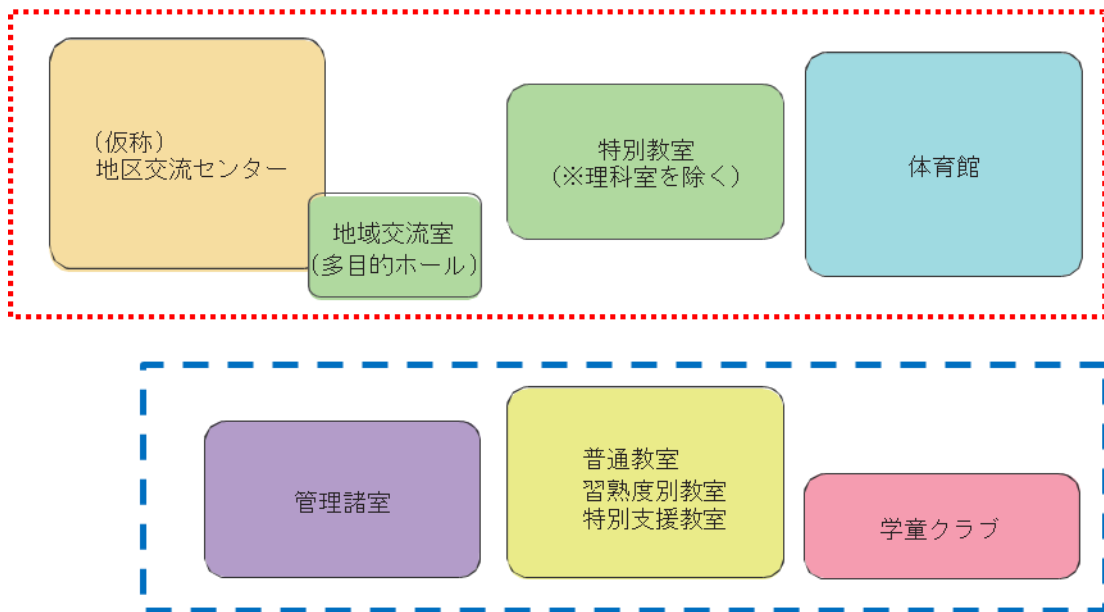 (仮称)
地区交流センター
地域交流室
(多目的ホール)
特別教室
(※理科室を除く)
体育館
管理諸室
普通教室
習熟度別教室
特別支援教室
学童クラブ